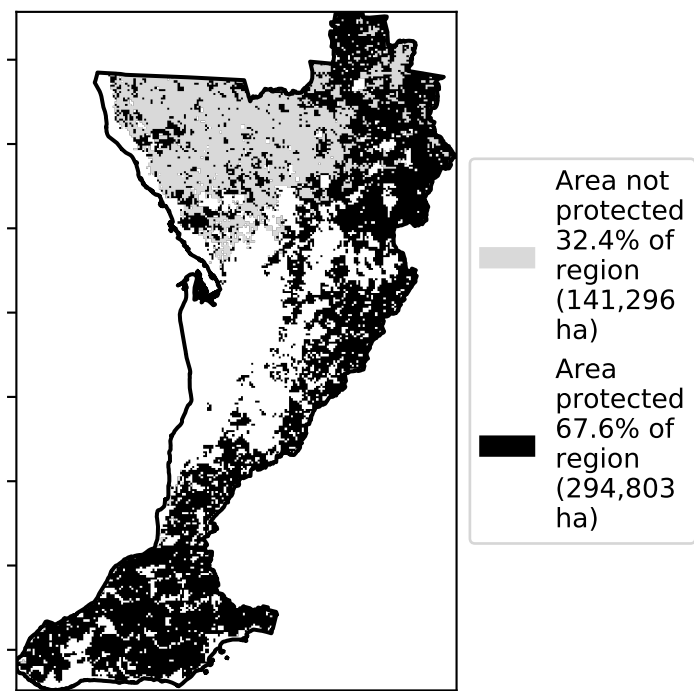 Area not
protected
32.4% of
region
(141,296
ha)
Area
protected
67.6% of
region
(294,803
ha)